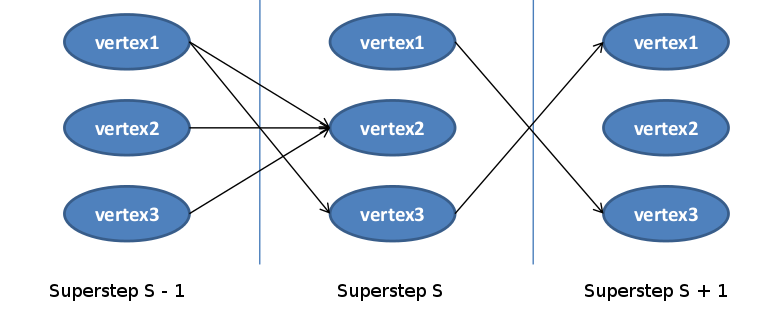 vertex1
vertex1
vertex1
vertex2
vertex2
vertex2
vertex3
vertex3
vertex3
Superstep S - 1
Superstep S
Superstep S + 1